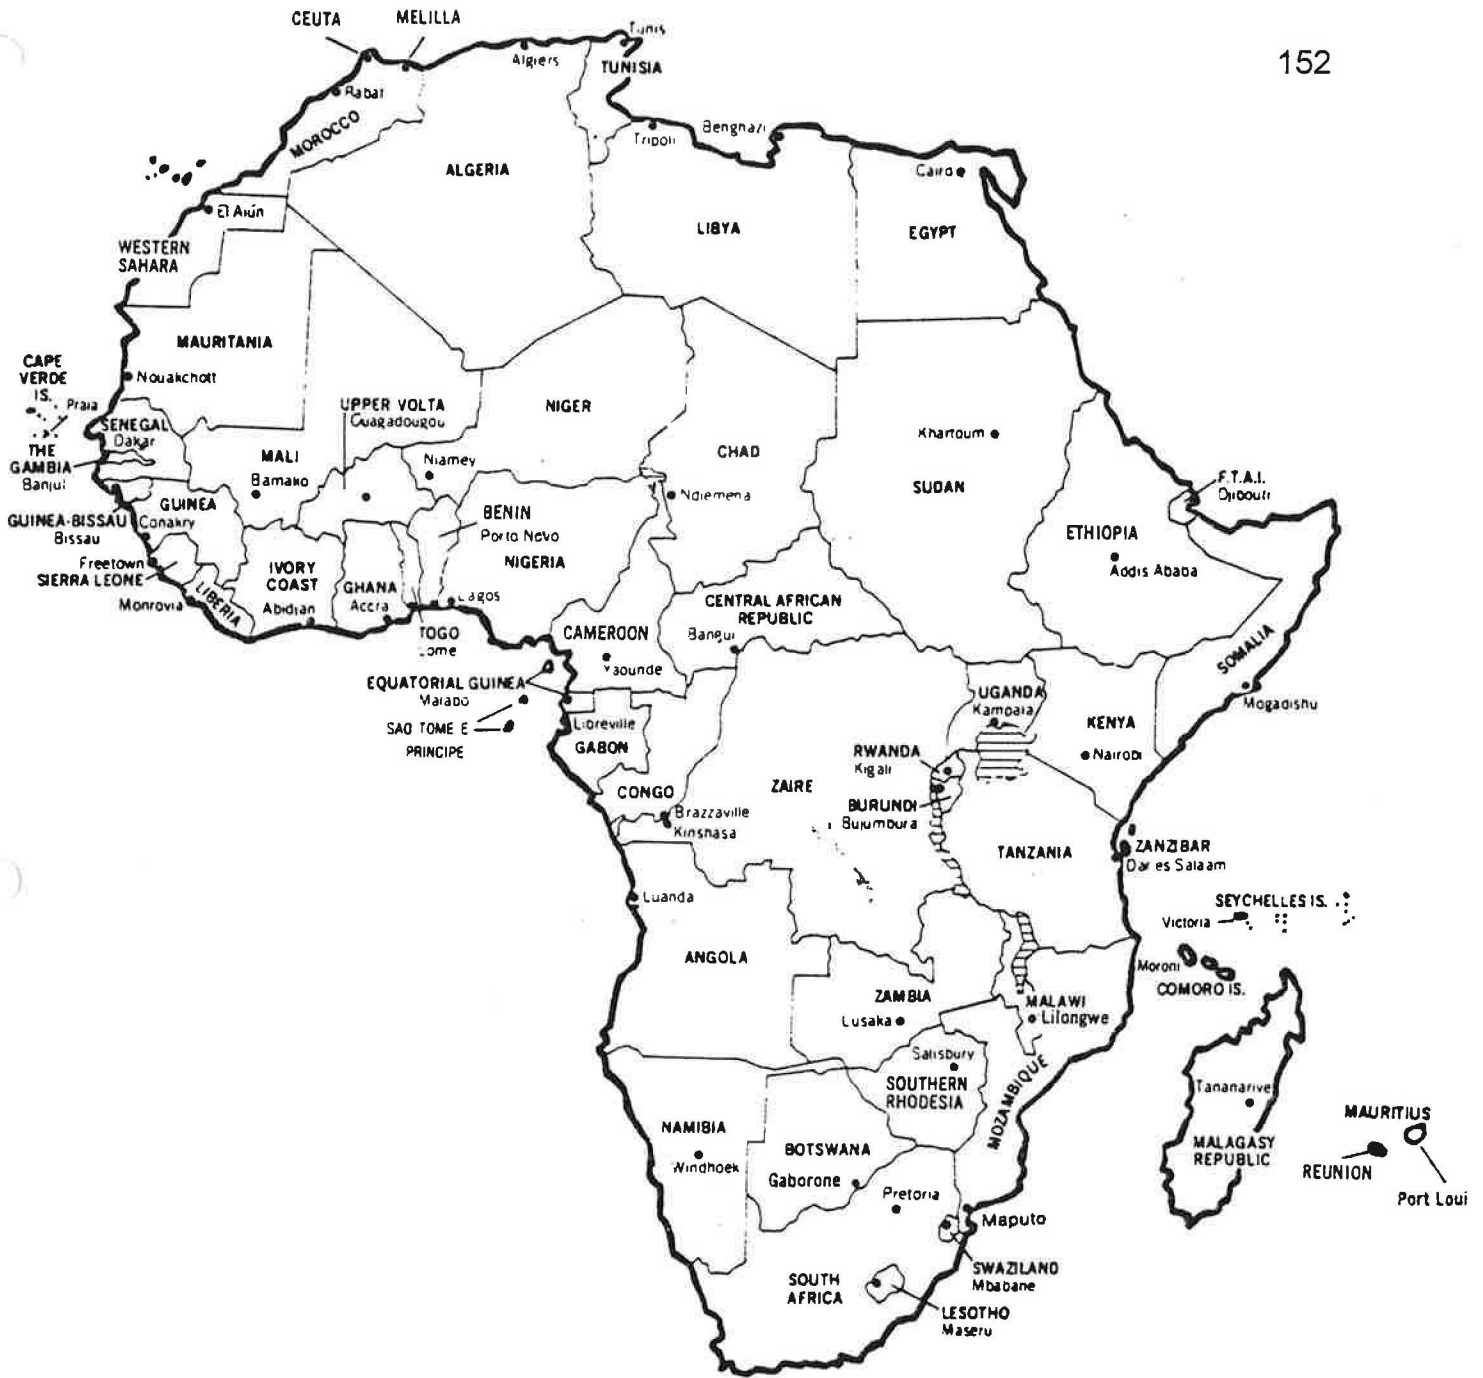 152
CEUTA
MELILLA
Tunis
Algiers
TUNISIA
Rabat
MOROCCO
Tripoli
Benghazi
ALGERIA
Cairo
El Aiún
LIBYA
EGYPT
WESTERN
SAHARA
MAURITANIA
CAPE
VERDE
IS.
Praia
Nouakchott
UPPER VOLTA
Ouagadougou
NIGER
SENEGAL
Dakar
THE
GAMBIA
Banjul
MALI
Bamako
Niamey
CHAD
Khartoum
SUDAN
Ndjemena
F.T.A.I.
Djibouti
GUINEA
GUINEA-BISSAU
Bissau
Conakry
BENIN
Porto Novo
NIGERIA
ETHIOPIA
Addis Ababa
Freetown
SIERRA LEONE
IVORY
COAST
Monrovia
LIBERIA
Abidjan
GHANA
Accra
Lagos
TOGO
Lome
CAMEROON
Yaounde
CENTRAL AFRICAN
REPUBLIC
Bangui
SOMALIA
Mogadishu
EQUATORIAL GUINEA
Malabo
SAO TOME E
PRINCIPE
Libreville
GABON
UGANDA
Kampala
KENYA
Nairobi
RWANDA
Kigali
CONGO
ZAIRE
BURUNDI
Bujumbura
Brazzaville
Kinshasa
TANZANIA
ZANZIBAR
Dar es Salaam
Luanda
SEYCHELLES IS.
Victoria
ANGOLA
Moroni
COMORO IS.
ZAMBIA
Lusaka
MALAWI
Lilongwe
Salisbury
SOUTHERN
RHODESIA
MOZAMBIQUE
Tananarive
MALAGASY
REPUBLIC
MAURITIUS
REUNION
Port Loui
NAMIBIA
Windhoek
BOTSWANA
Gaborone
Pretoria
Maputo
SWAZILAND
Mbabane
SOUTH
AFRICA
LESOTHO
Maseru